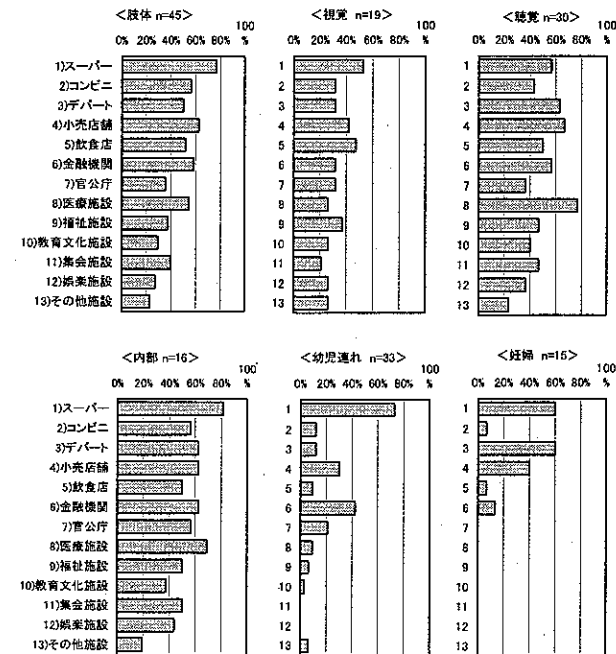 <肢体 n=45>
0% 20% 40% 60% 80% 100%
1)スーパー
2)コンビニ
3)デパート
4)小売店舗
5)飲食店
6)金融機関
7)官公庁
8)医療施設
9)福祉施設
10)教育文化施設
11)集会施設
12)娯楽施設
13)その他施設
<視覚 n=19>
0% 20% 40% 60% 80% 100%
1
2
3
4
5
6
7
8
9
10
11
12
13
<聴覚 n=30>
0% 20% 40% 60% 80% 100%
1
2
3
4
5
6
7
8
9
10
11
12
13
<内部 n=16>
0% 20% 40% 60% 80% 100%
1)スーパー
2)コンビニ
3)デパート
4)小売店舗
5)飲食店
6)金融機関
7)官公庁
8)医療施設
9)福祉施設
10)教育文化施設
11)集会施設
12)娯楽施設
13)その他施設
<幼児連れ n=33>
0% 20% 40% 60% 80% 100%
1
2
3
4
5
6
7
8
9
10
11
12
13
<妊婦 n=15>
0% 20% 40% 60% 80% 100%
1
2
3
4
5
6
7
8
9
10
11
12
13